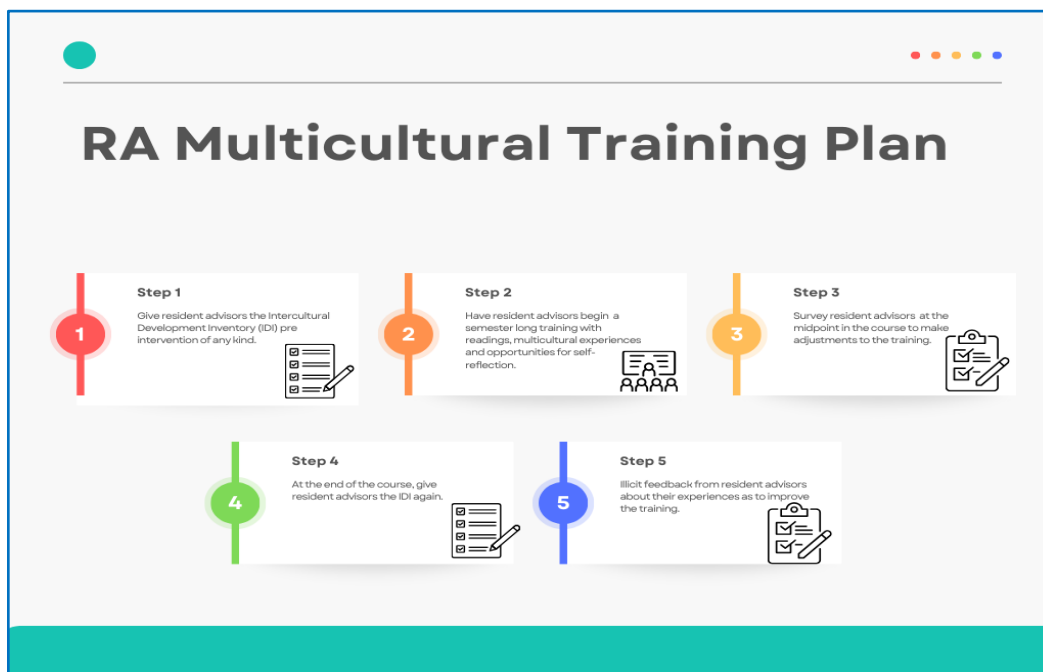 RA Multicultural Training Plan
1
Step 1
Give resident advisors the Intercultural
Development Inventory (IDI) pre
intervention of any kind.
2
Step 2
Have resident advisors begin a
semester long training with
readings, multicultural experiences
and opportunities for self-
reflection.
3
Step 3
Survey resident advisors at the
midpoint in the course to make
adjustments to the training.
4
Step 4
At the end of the course, give
resident advisors the IDI again.
5
Step 5
Illicit feedback from resident advisors
about their experiences as to improve
the training.